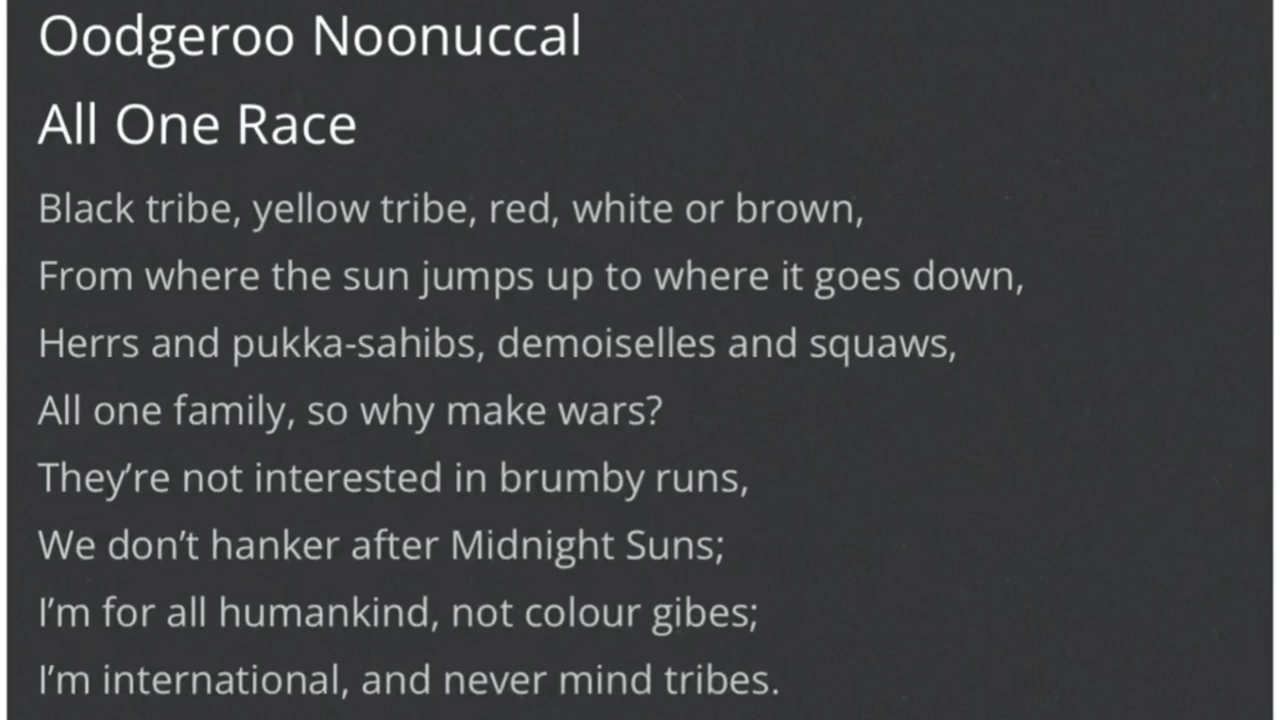 Oodgeroo Noonuccal
All One Race
Black tribe, yellow tribe, red, white or brown,
From where the sun jumps up to where it goes down,
Herrs and pukka-sahibs, demoiselles and squaws,
All one family, so why make wars?
They’re not interested in brumby runs,
We don’t hanker after Midnight Suns;
I’m for all humankind, not colour gibes;
I’m international, and never mind tribes.